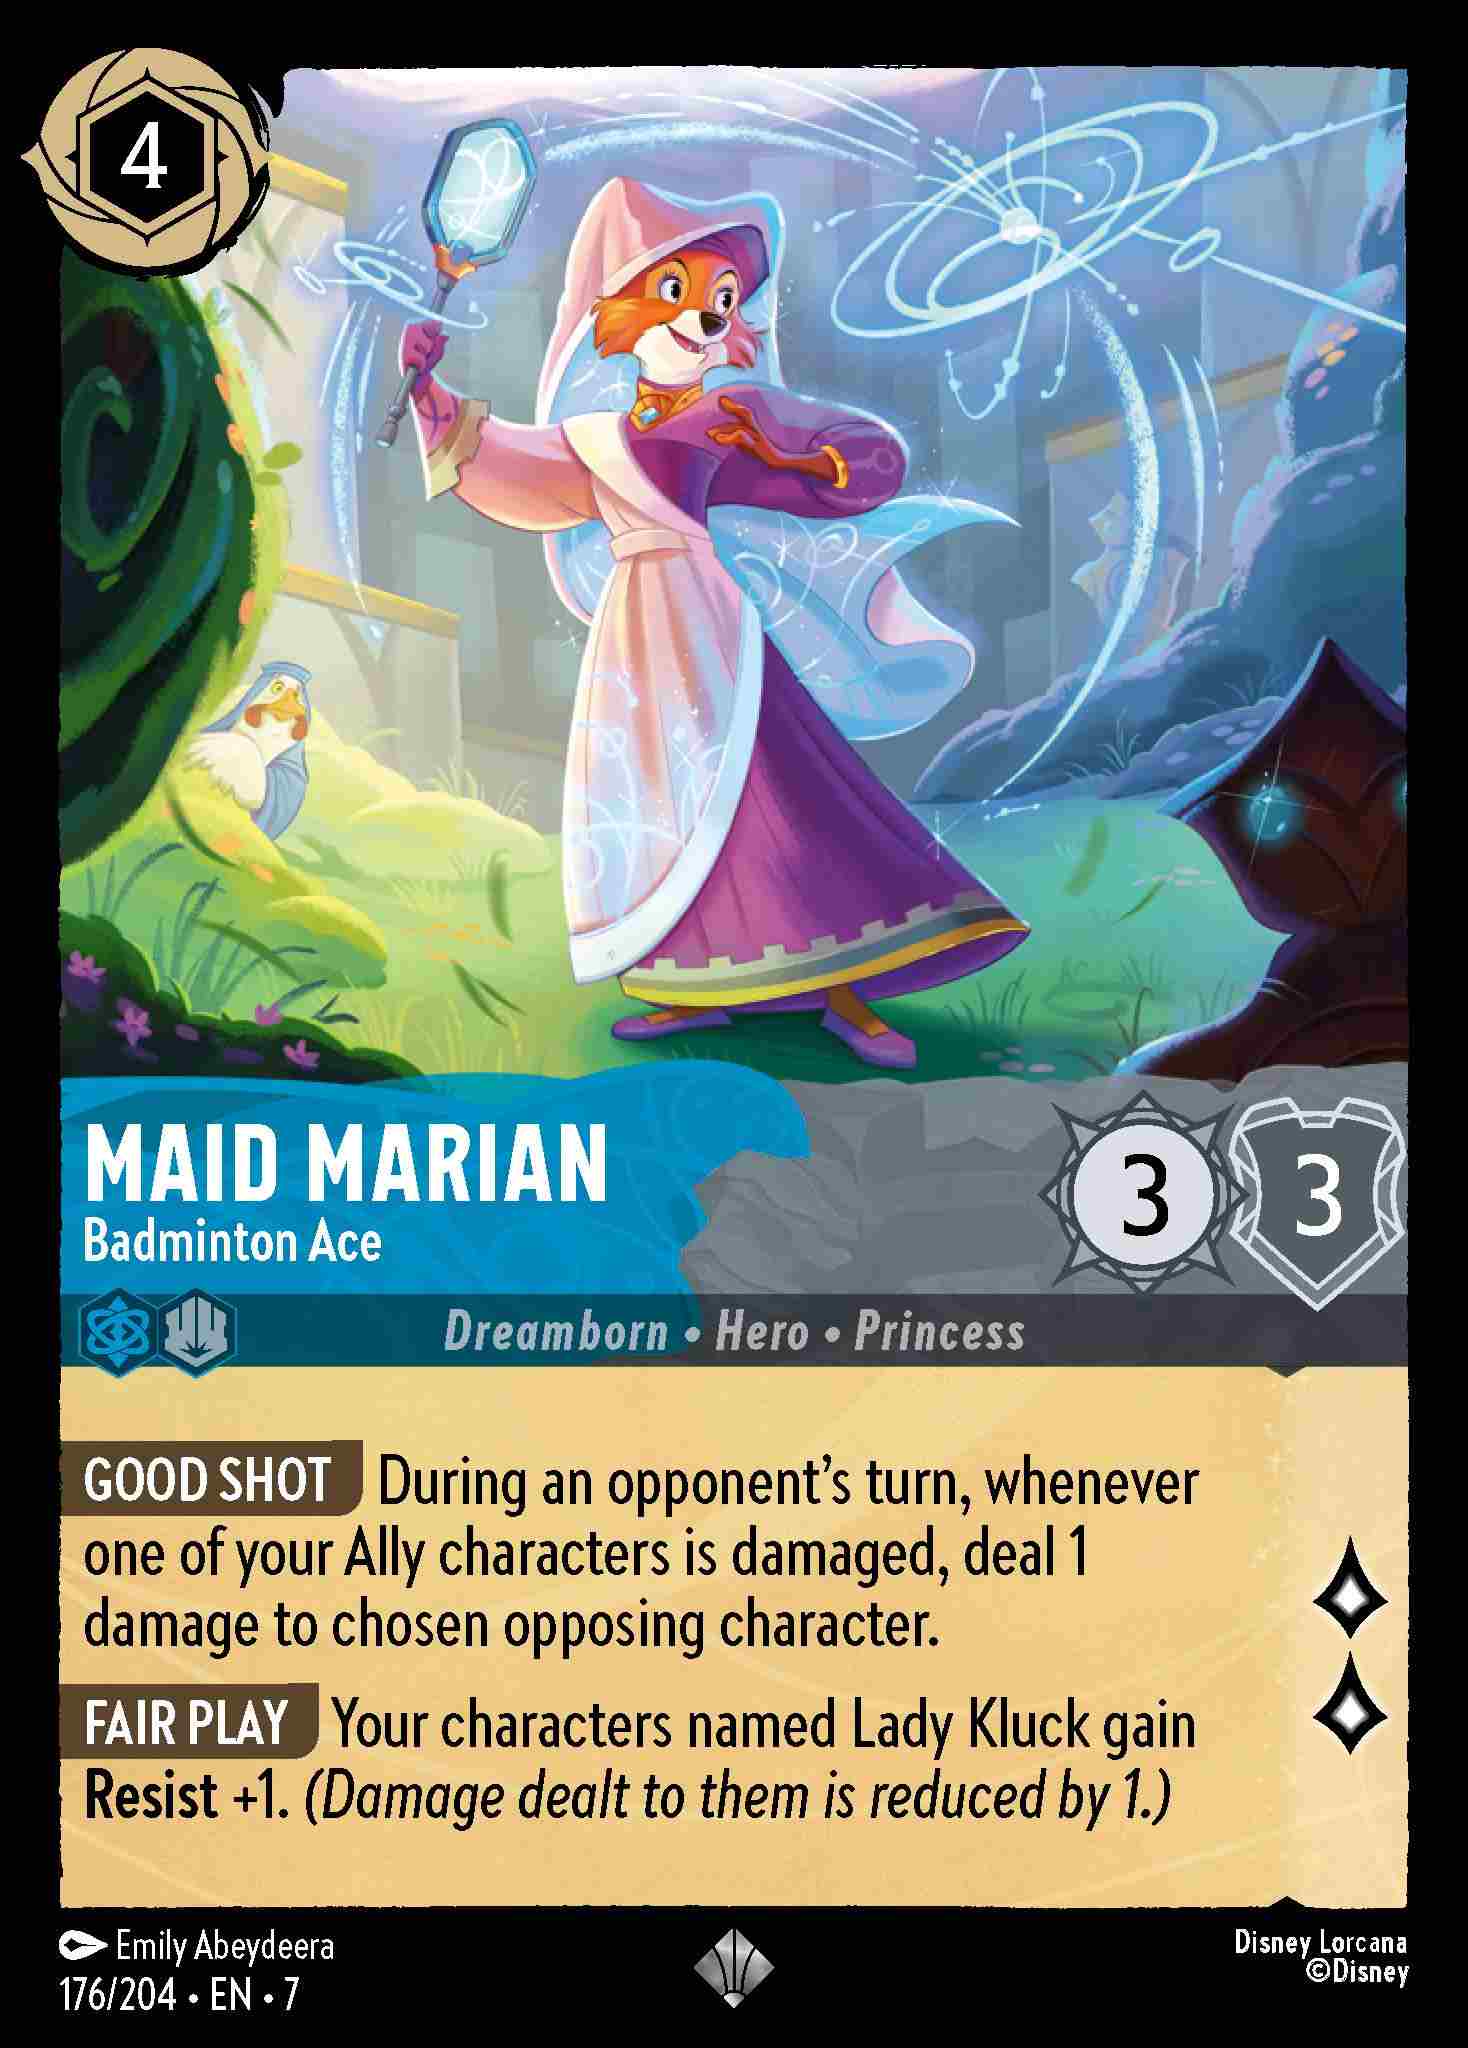 4
MAID MARIAN
Badminton Ace
3 3
Dreamborn • Hero • Princess
GOOD SHOT During an opponent’s turn, whenever
one of your Ally characters is damaged, deal 1
damage to chosen opposing character.
FAIR PLAY Your characters named Lady Kluck gain
Resist +1. (Damage dealt to them is reduced by 1.)
Emily Abeydeera
176/204 • EN • 7
Disney Lorcana
©Disney